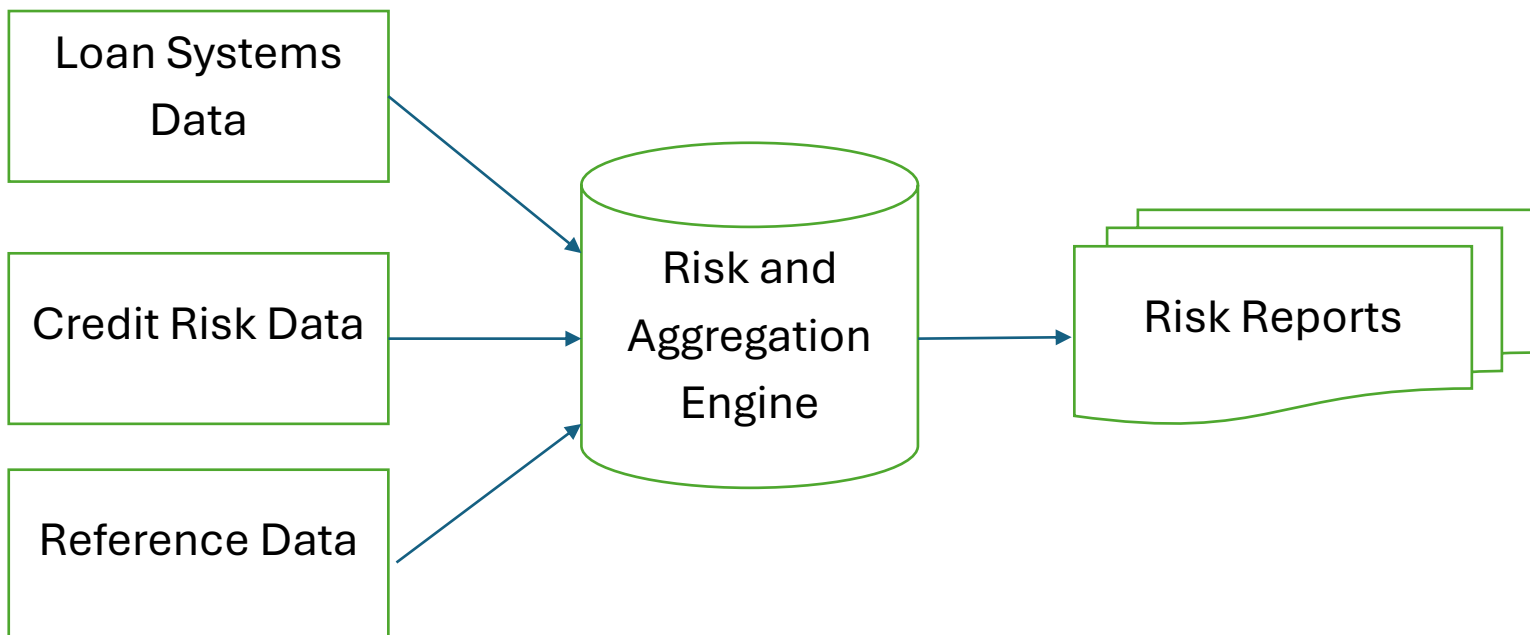 Loan Systems
Data
Credit Risk Data
Reference Data
Risk and
Aggregation
Engine
Risk Reports